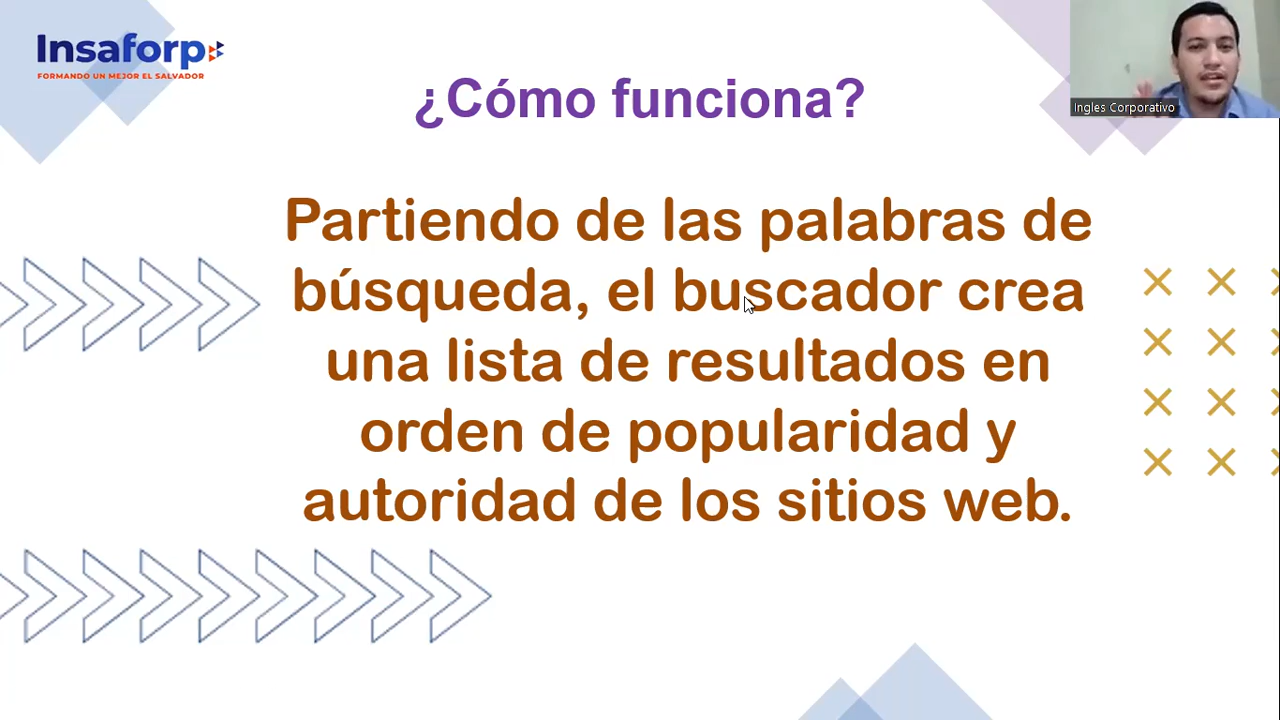 Insaforp
FORMANDO UN MEJOR EL SALVADOR
¿Cómo funciona?
Ingles Corporativo
Partiendo de las palabras de
búsqueda, el buscador crea
una lista de resultados en
orden de popularidad y
autoridad de los sitios web.